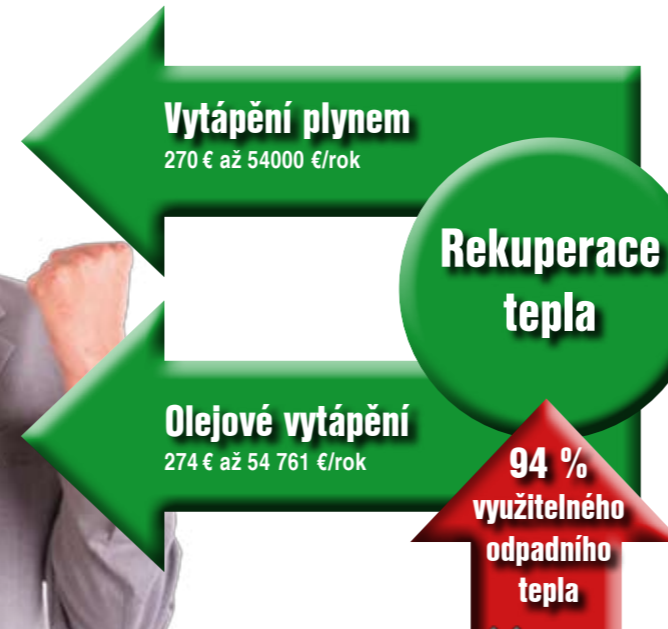 Vytápění plynem
270 € až 54000 €/rok
Rekuperace
tepla
Olejové vytápění
274 € až 54 761 €/rok
94 %
využitelného
odpadního
tepla